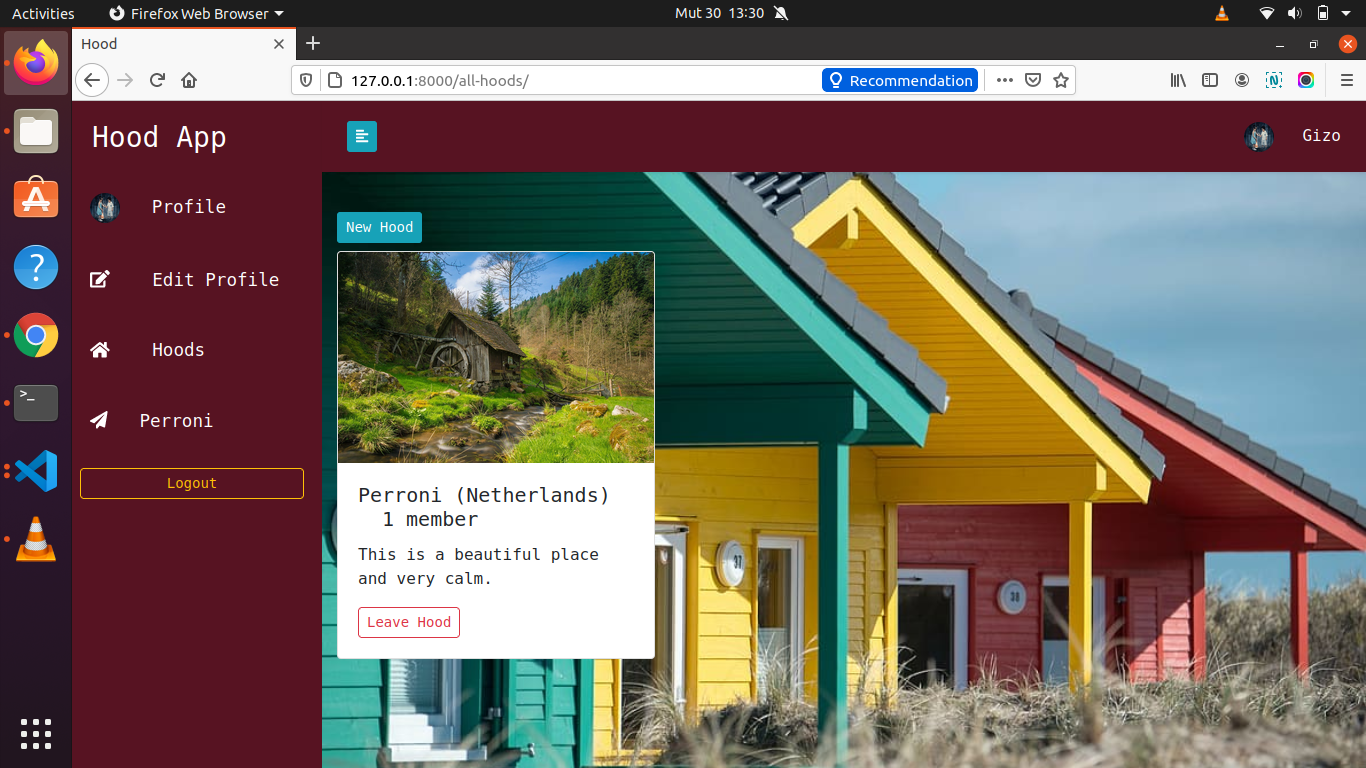 Activities
Firefox Web Browser
Mut 30 13:30
Hood
127.0.0.1:8000/all-hoods/
Recommendation
Hood App
Gizo
Profile
Edit Profile
Hoods
Perroni
Logout
New Hood
Perroni (Netherlands)
1 member
This is a beautiful place
and very calm.
Leave Hood
37
38